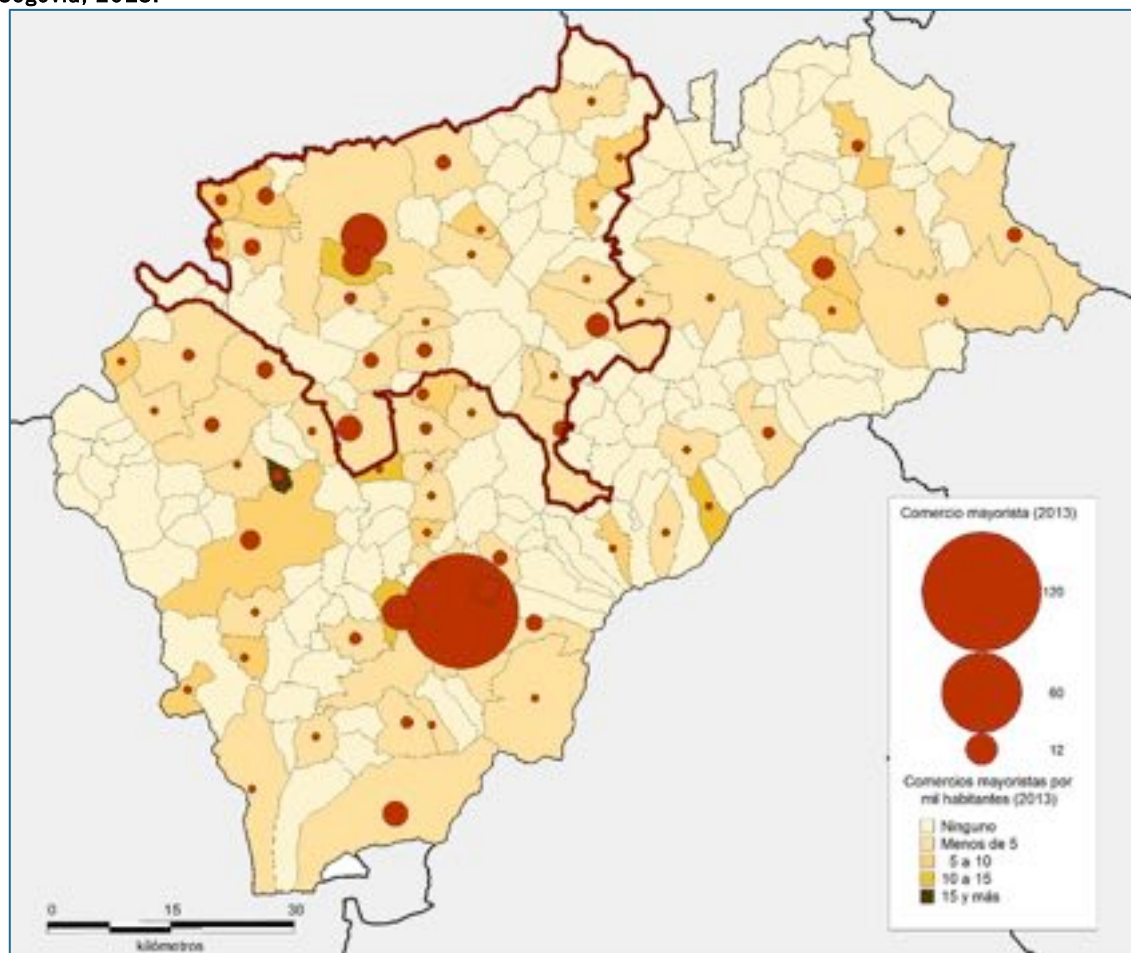 Segovia, 2013.
Comercio mayorista (2013)
120
60
12
Comercios mayoristas por
mil habitantes (2013)
Ninguno
Menos de 5
5 a 10
10 a 15
15 y más
0 15 30
kilómetros